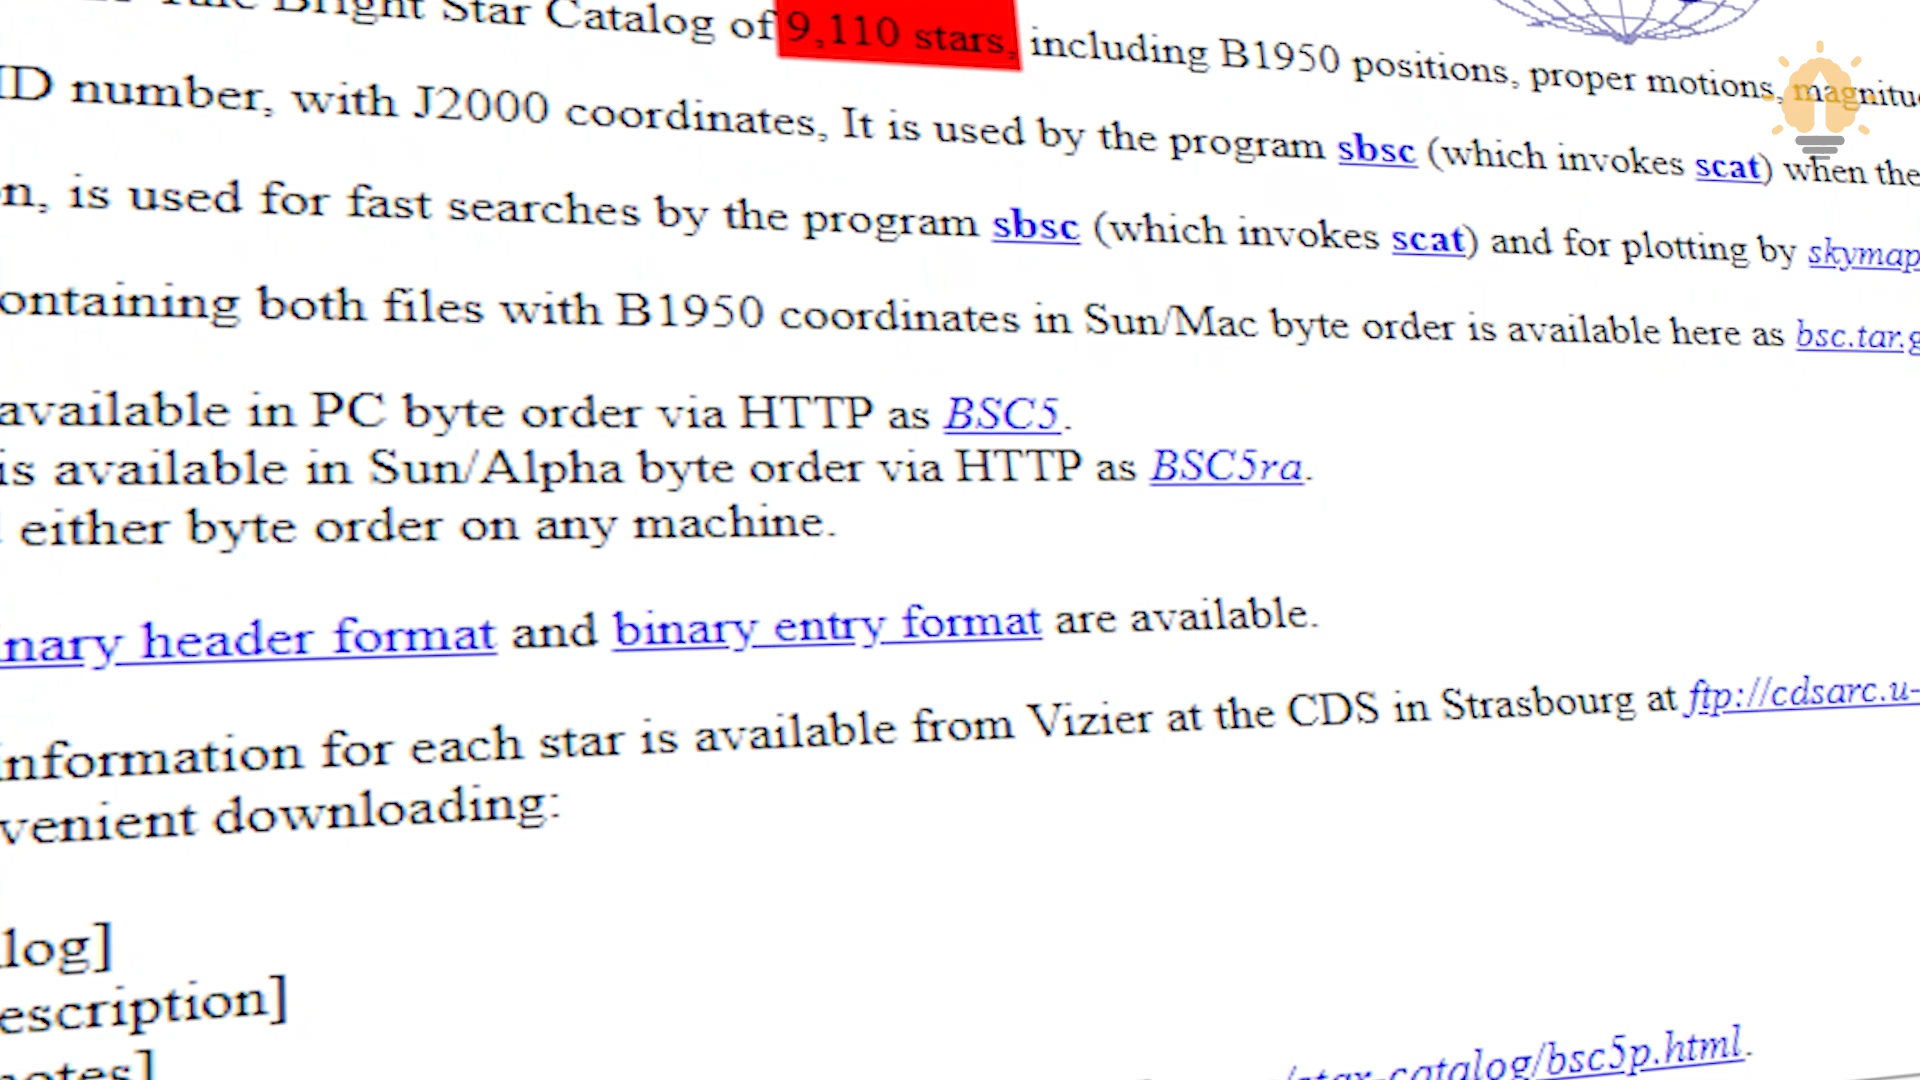 Bright Star Catalog of 9,110 stars, including B1950 positions, proper motions, magnitu
ID number, with J2000 coordinates, It is used by the program sbsc (which invokes scat) when the
n, is used for fast searches by the program sbsc (which invokes scat) and for plotting by skymap
ontaining both files with B1950 coordinates in Sun/Mac byte order is available here as bsc.tar.g
available in PC byte order via HTTP as BSC5.
is available in Sun/Alpha byte order via HTTP as BSC5ra.
either byte order on any machine.
nary header format and binary entry format are available.
information for each star is available from Vizier at the CDS in Strasbourg at ftp://cdsarc.u-
venient downloading:
log]
escription]
notes]
/star-catalog/bsc5p.html.